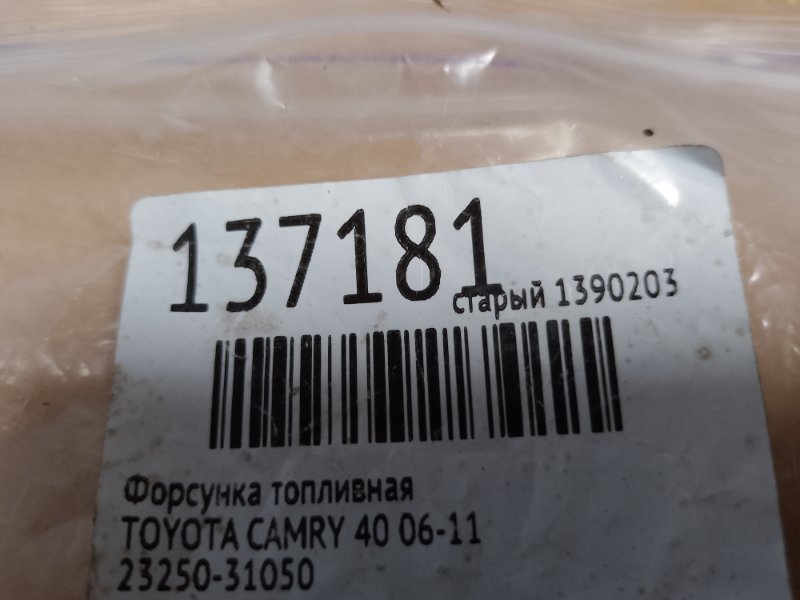 137181
старый 1390203
Форсунка топливная
TOYOTA CAMRY 40 06-11
23250-31050